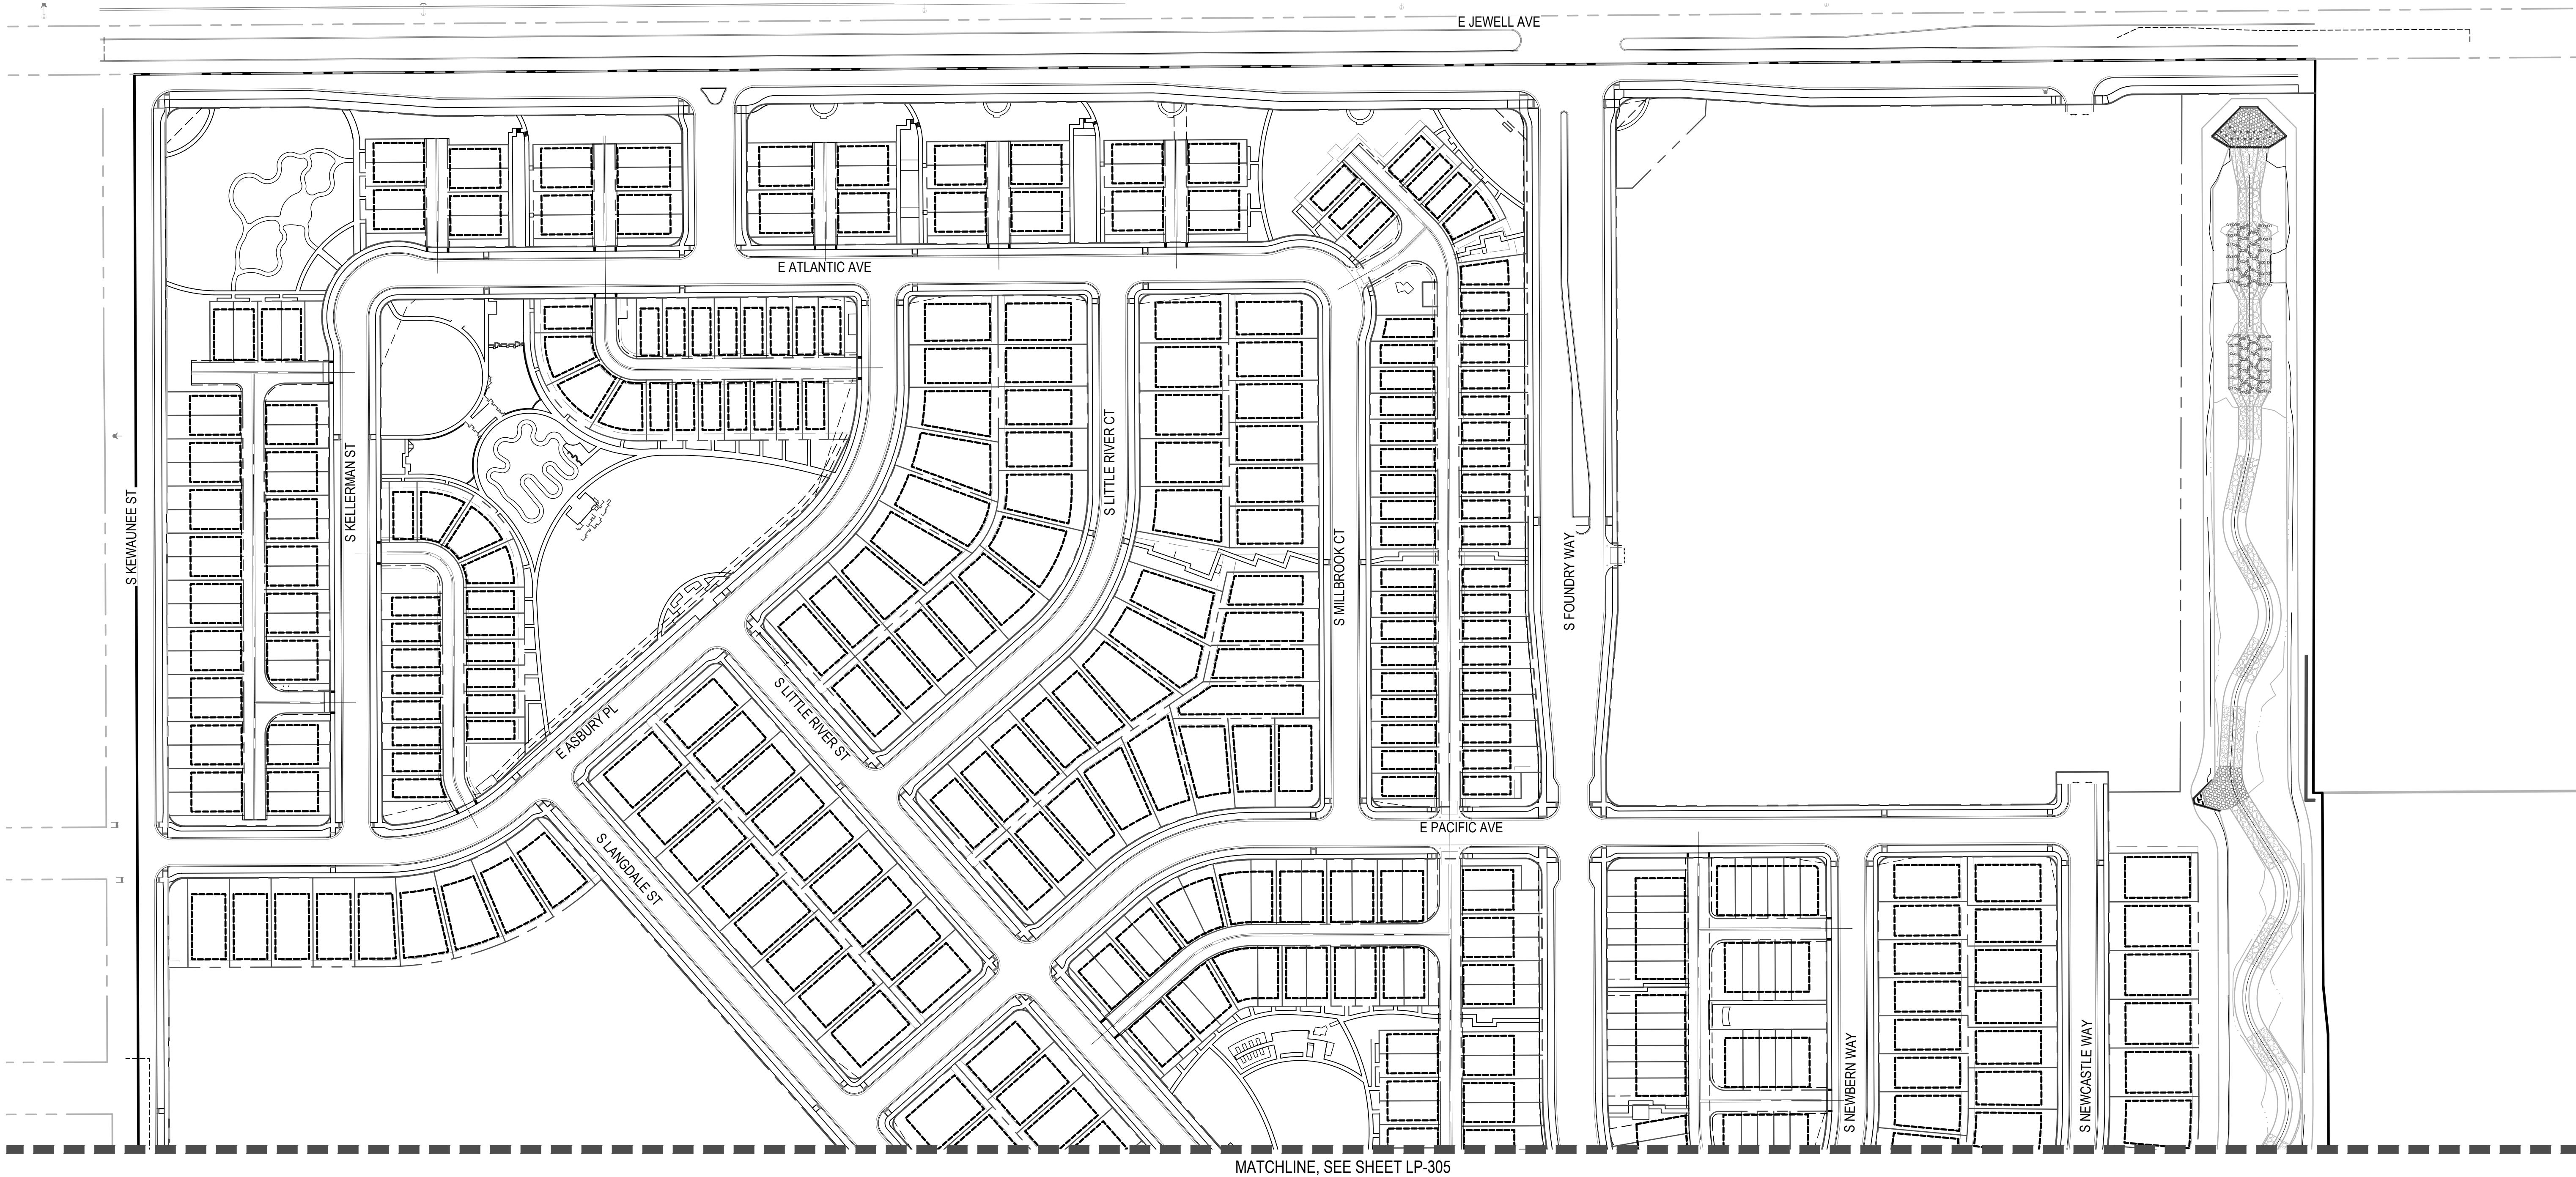 E JEWELL AVE
E ATLANTIC AVE
S KEWAUNEE ST
S KELLERMAN ST
S LITTLE RIVER CT
S MILLBROOK CT
S FOUNDRY WAY
E ASBURY PL
S LITTLE RIVER ST
S LANGDALE ST
E PACIFIC AVE
S NEWBERN WAY
S NEWCASTLE WAY
MATCHLINE, SEE SHEET LP-305